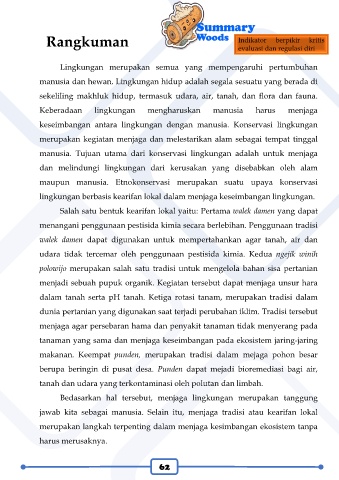 Summary
Woods
Rangkuman
Indikator berpikir kritis
evaluasi dan regulasi diri
Lingkungan merupakan semua yang mempengaruhi pertumbuhan
manusia dan hewan. Lingkungan hidup adalah segala sesuatu yang berada di
sekeliling makhluk hidup, termasuk udara, air, tanah, dan flora dan fauna.
Keberadaan lingkungan mengharuskan manusia harus menjaga
keseimbangan antara lingkungan dengan manusia. Konservasi lingkungan
merupakan kegiatan menjaga dan melestarikan alam sebagai tempat tinggal
manusia. Tujuan utama dari konservasi lingkungan adalah untuk menjaga
dan melindungi lingkungan dari kerusakan yang disebabkan oleh alam
maupun manusia. Etnokonservasi merupakan suatu upaya konservasi
lingkungan berbasis kearifan lokal dalam menjaga keseimbangan lingkungan.
Salah satu bentuk kearifan lokal yaitu: Pertama walek damen yang dapat
menangani penggunaan pestisida kimia secara berlebihan. Penggunaan tradisi
walek damen dapat digunakan untuk mempertahankan agar tanah, air dan
udara tidak tercemar oleh penggunaan pestisida kimia. Kedua ngejik winih
polowijo merupakan salah satu tradisi untuk mengelola bahan sisa pertanian
menjadi sebuah pupuk organik. Kegiatan tersebut dapat menjaga unsur hara
dalam tanah serta pH tanah. Ketiga rotasi tanam, merupakan tradisi dalam
dunia pertanian yang digunakan saat terjadi perubahan iklim. Tradisi tersebut
menjaga agar persebaran hama dan penyakit tanaman tidak menyerang pada
tanaman yang sama dan menjaga keseimbangan pada ekosistem jaring-jaring
makanan. Keempat punden, merupakan tradisi dalam mejaga pohon besar
berupa beringin di pusat desa. Punden dapat mejadi bioremediasi bagi air,
tanah dan udara yang terkontaminasi oleh polutan dan limbah.
Bedasarkan hal tersebut, menjaga lingkungan merupakan tanggung
jawab kita sebagai manusia. Selain itu, menjaga tradisi atau kearifan lokal
merupakan langkah terpenting dalam menjaga kesimbangan ekosistem tanpa
harus merusaknya.
62